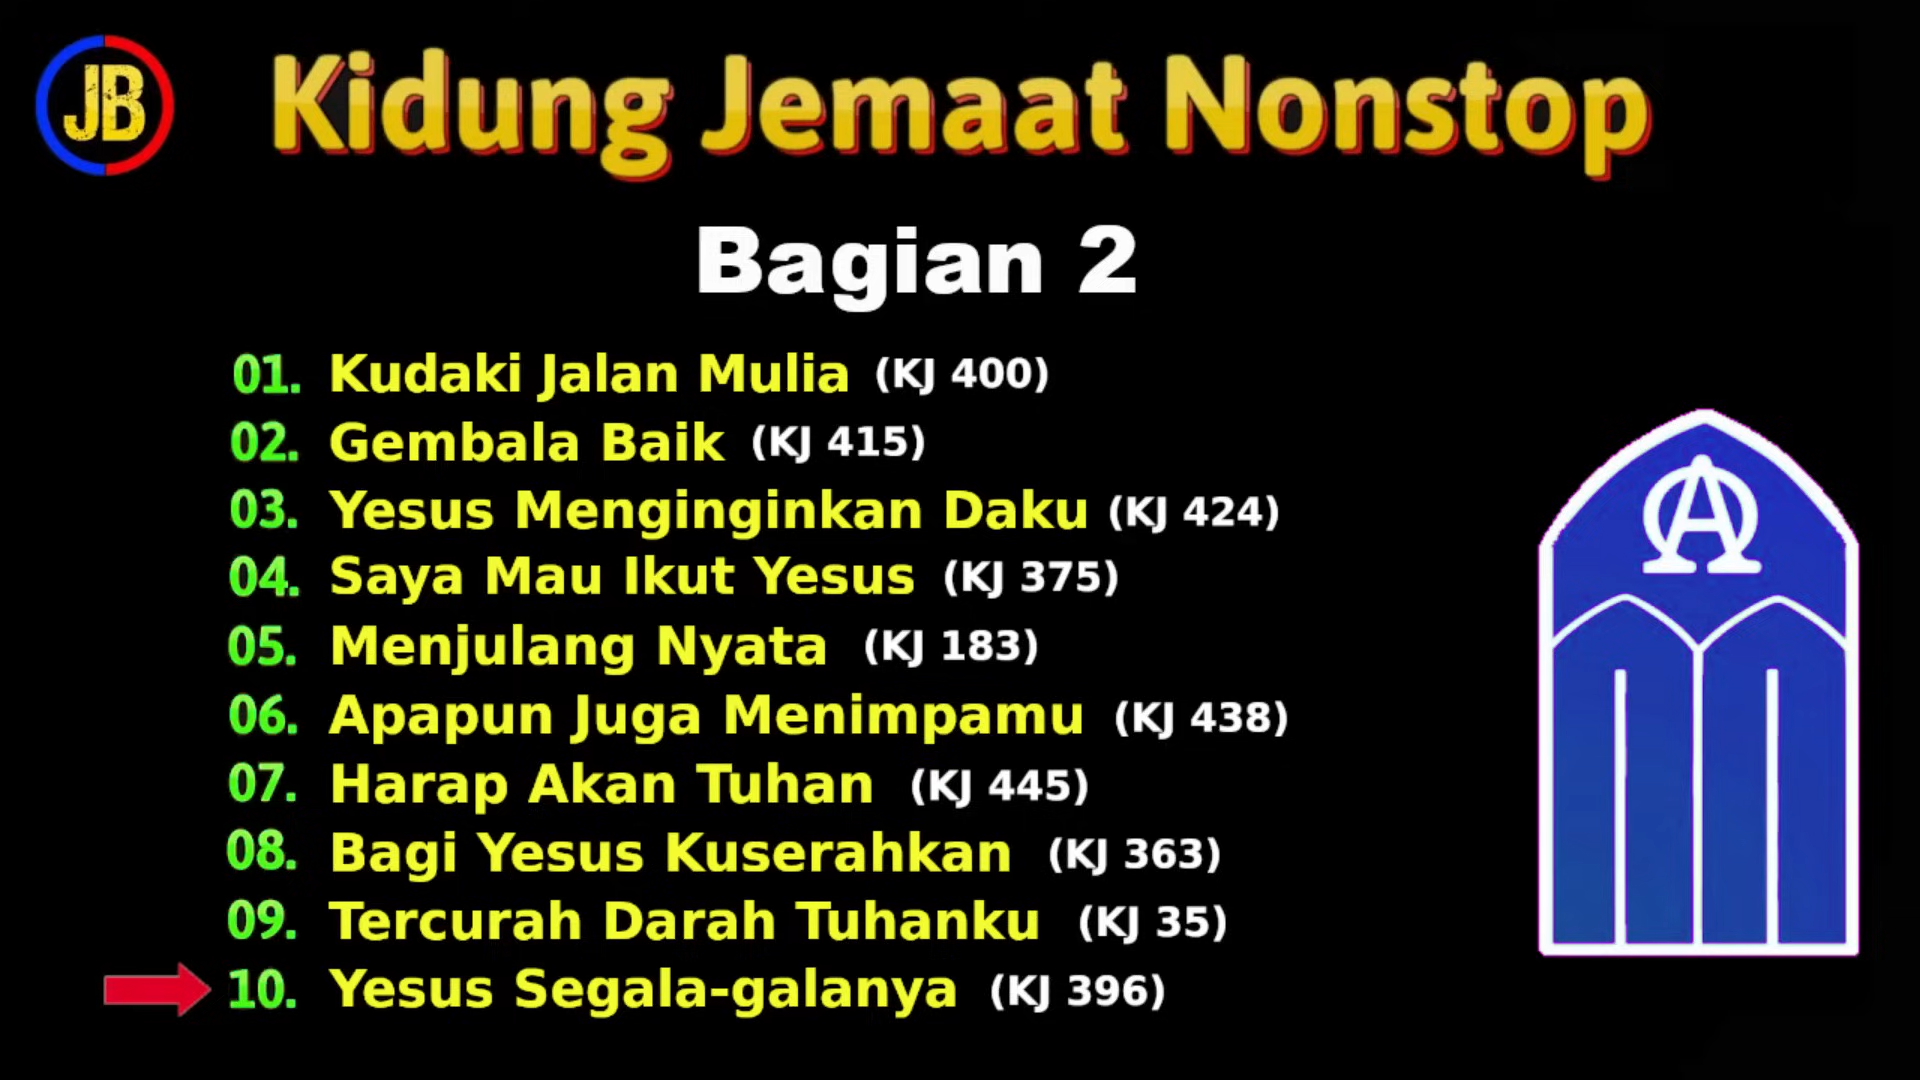 JB
Kidung Jemaat Nonstop
Bagian 2
01. Kudaki Jalan Mulia (KJ 400)
02. Gembala Baik (KJ 415)
03. Yesus Menginginkan Daku (KJ 424)
04. Saya Mau Ikut Yesus (KJ 375)
05. Menjulang Nyata (KJ 183)
06. Apapun Juga Menimpamu (KJ 438)
07. Harap Akan Tuhan (KJ 445)
08. Bagi Yesus Kuserahkan (KJ 363)
09. Tercurah Darah Tuhanku (KJ 35)
10. Yesus Segala-galanya (KJ 396)